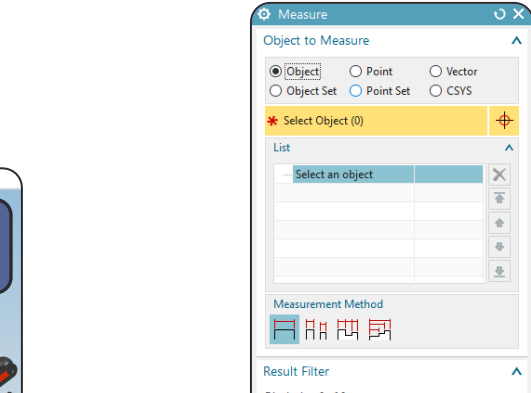 Measure
Object to Measure
Object Point Vector
Object Set Point Set CSYS
* Select Object (0)
List
Select an object
Measurement Method
Result Filter